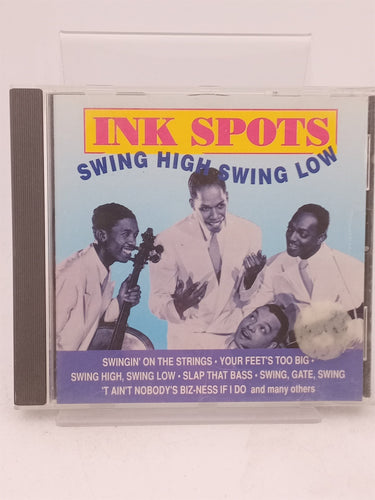 INK SPOTS
SWING HIGH SWING LOW
SWINGIN' ON THE STRINGS • YOUR FEET'S TOO BIG •
SWING HIGH, SWING LOW • SLAP THAT BASS • SWING, GATE, SWING
'T AIN'T NOBODY'S BIZ-NESS IF I DO and many others